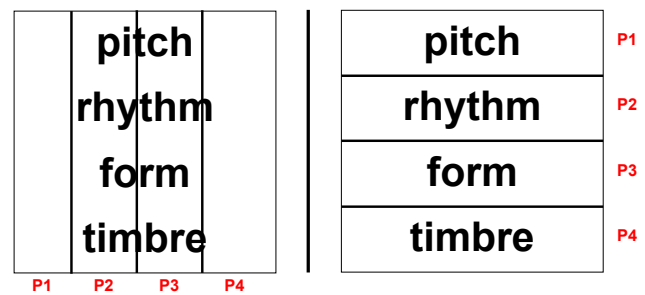 pitch
rhythm
form
timbre
P1 P2 P3 P4
pitch P1
rhythm P2
form P3
timbre P4